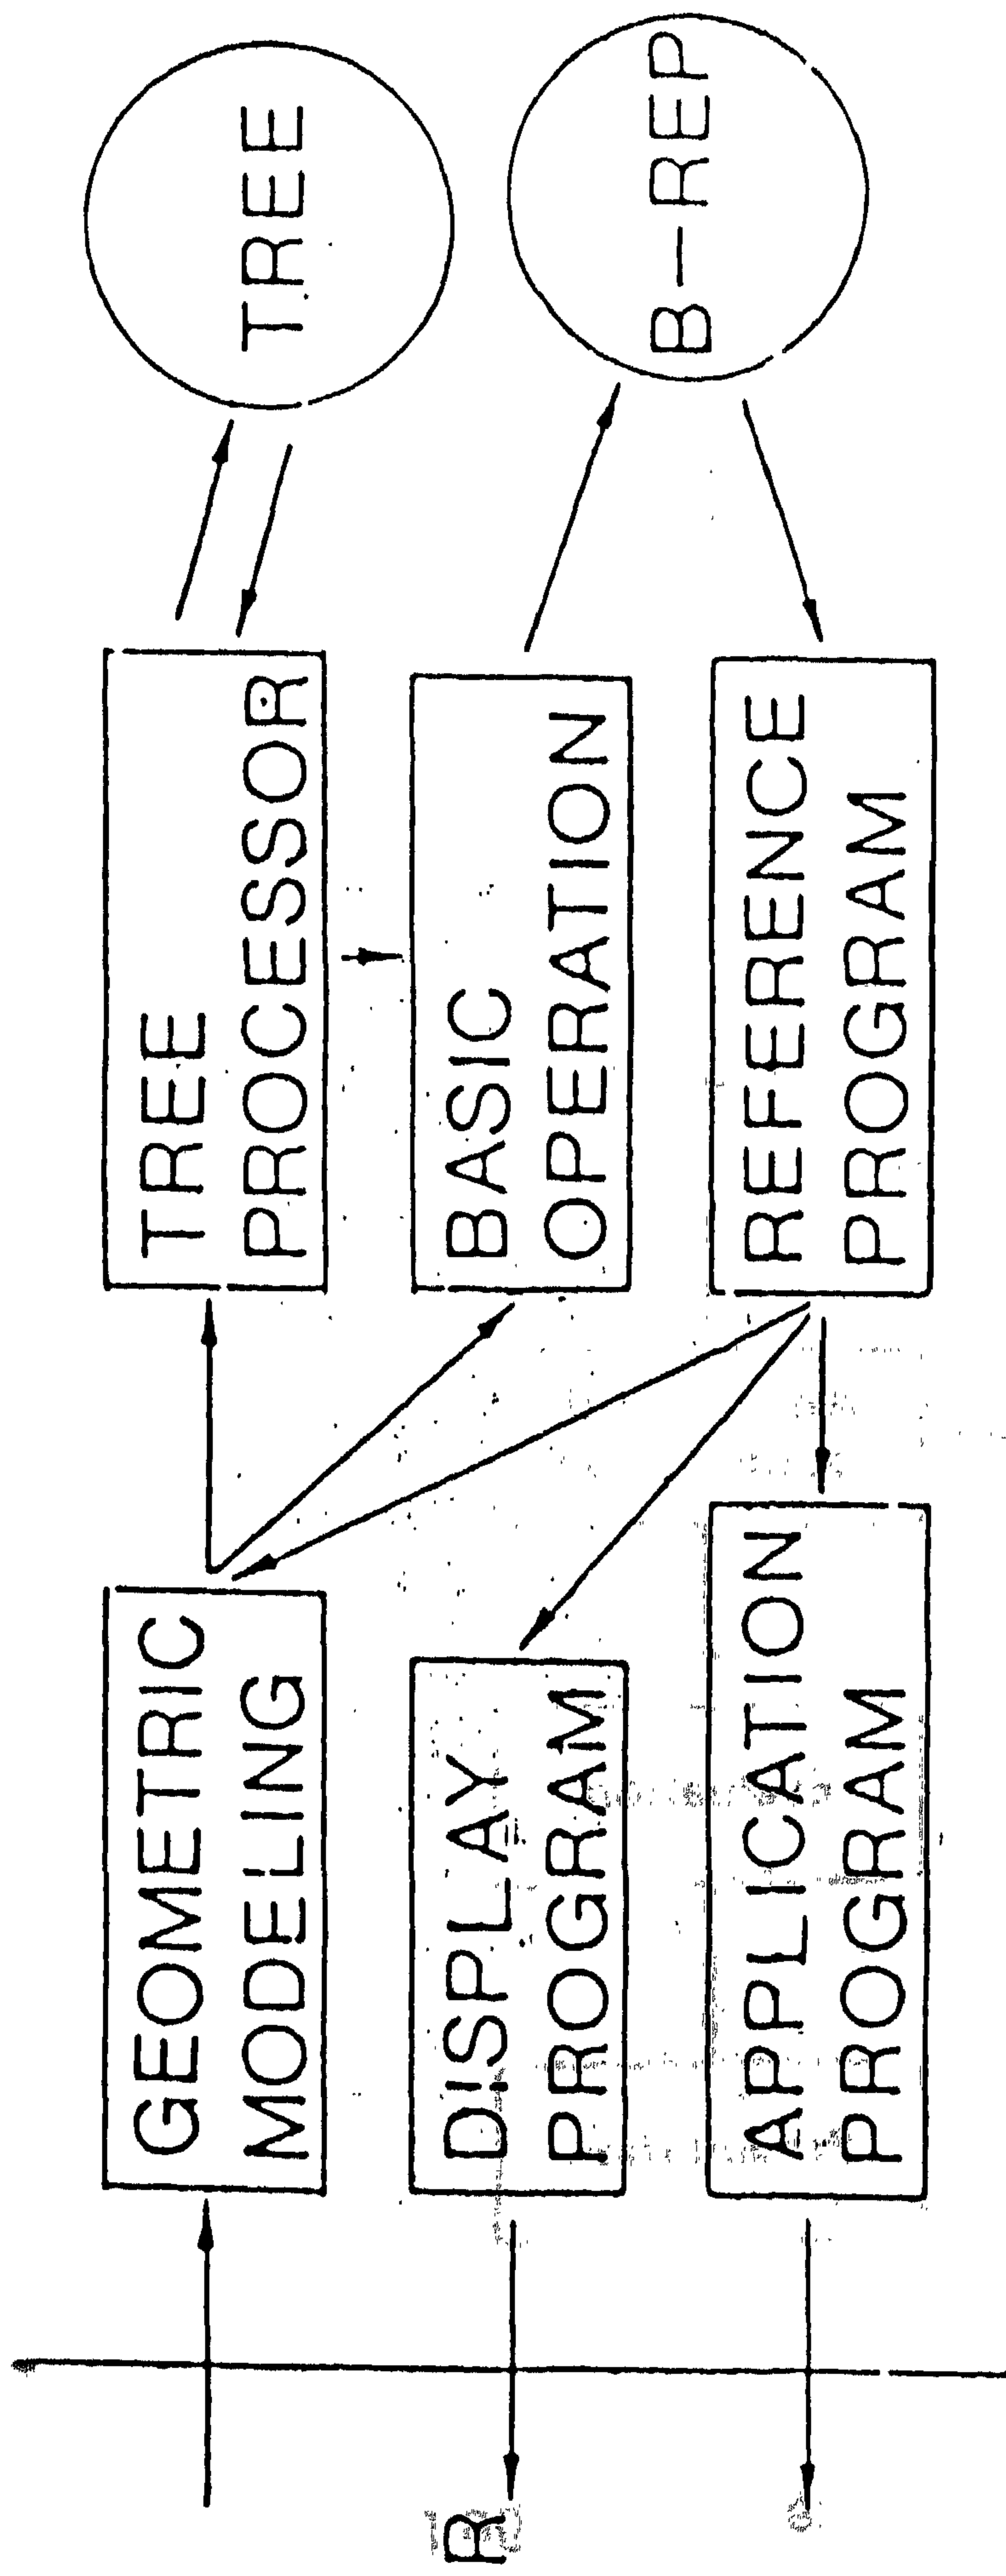 GEOMETRIC
MODELING
TREE
PROCESSOR
TREE
R
DISPLAY
PROGRAM
BASIC
OPERATION
B-REP
APPLICATION
PROGRAM
REFERENCE
PROGRAM